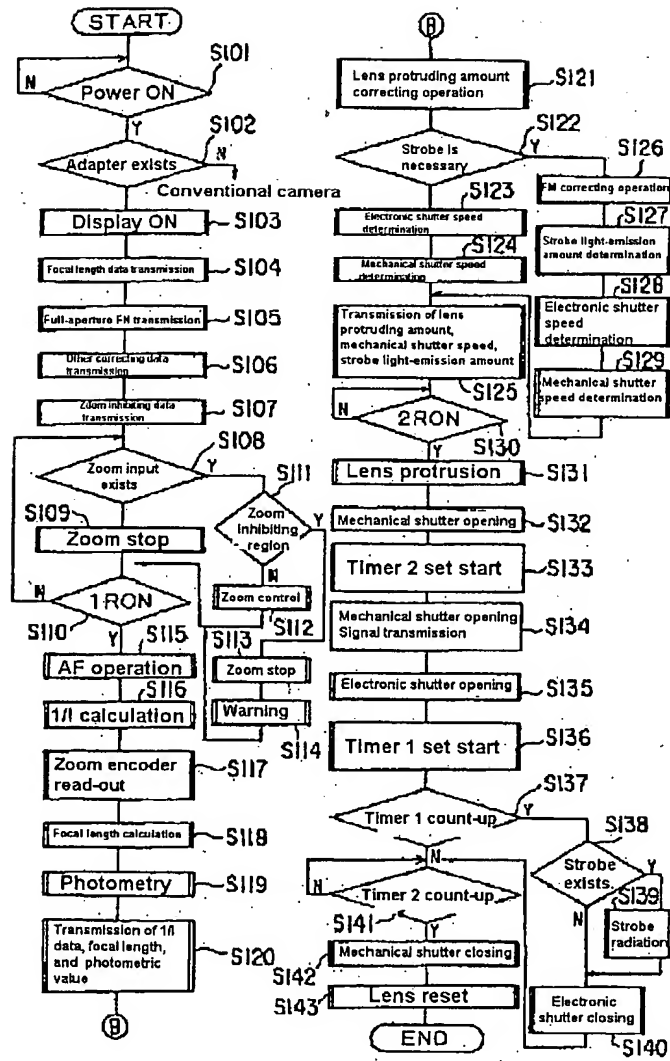 START
S101
N
Power ON
Y
S102
Adapter exists
N
Conventional camera
Display ON
S103
Focal length data transmission
S104
Full-aperture FN transmission
S105
Other correcting data
transmission
S106
Zoom inhibiting data
transmission
S107
S108
Zoom input
exists
Y
S109
Zoom stop
S111
Zoom
inhibiting
region
Y
N
Zoom control
S112
N
1RON
S110
Y
S113
Zoom stop
Warning
S114
S115
AF operation
S116
1/l calculation
Zoom encoder
read-out
S117
Focal length calculation
S118
Photometry
S119
Transmission of 1/l
data, focal length,
and photometric
value
S120
B
B
Lens protruding amount
correcting operation
S121
S122
Strobe is
necessary
Y
S123
Electronic shutter speed
determination
S124
Mechanical shutter speed
determination
Transmission of lens
protruding amount,
mechanical shutter speed,
strobe light-emission amount
S125
S126
FM correcting operation
S127
Strobe light-emission
amount determination
S128
Electronic shutter
speed
determination
S129
Mechanical shutter
speed determination
N
2RON
S130
Y
Lens protrusion
S131
Mechanical shutter opening
S132
Timer 2 set start
S133
Mechanical shutter opening
Signal transmission
S134
Electronic shutter opening
S135
Timer 1 set start
S136
S137
Timer 1 count-up
Y
N
S138
Strobe
exists.
Y
N
S139
Strobe
radiation
Electronic
shutter closing
S140
N
Timer 2 count-up
S141
Y
Mechanical shutter closing
S142
Lens reset
S143
END